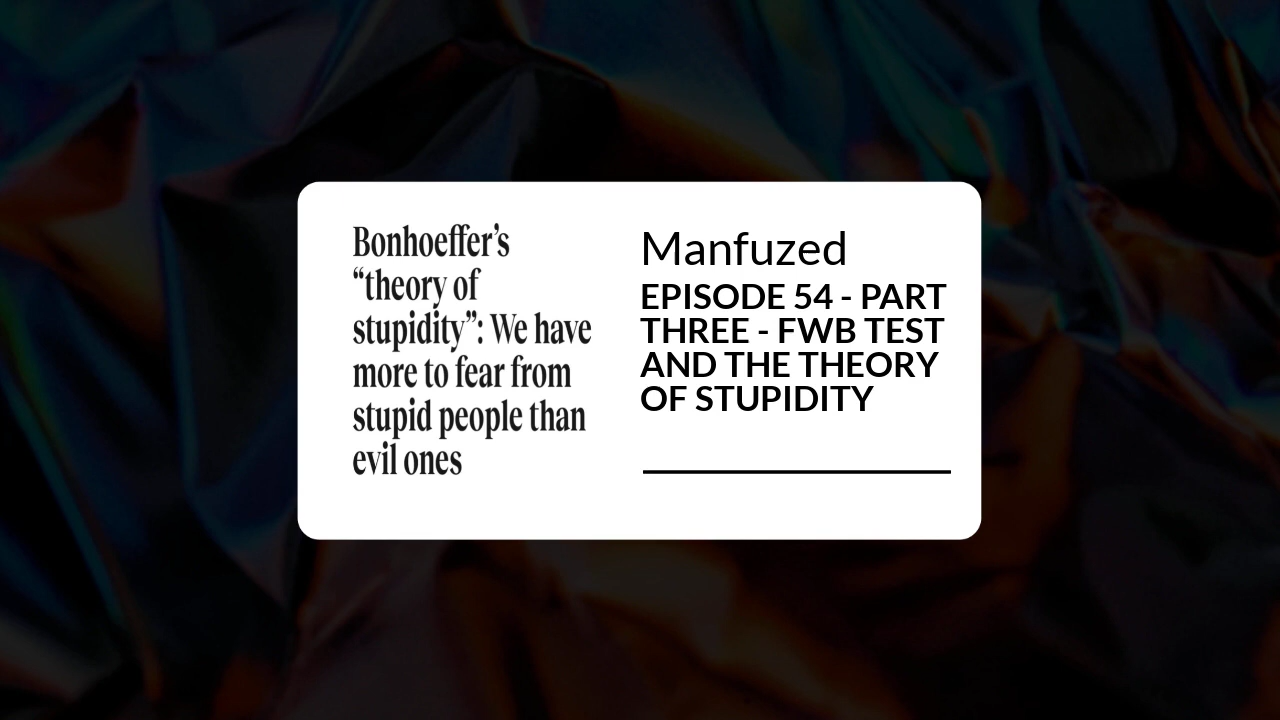 Bonhoeffer’s
“theory of
stupidity”: We have
more to fear from
stupid people than
evil ones
Manfuzed
EPISODE 54 - PART
THREE - FWB TEST
AND THE THEORY
OF STUPIDITY